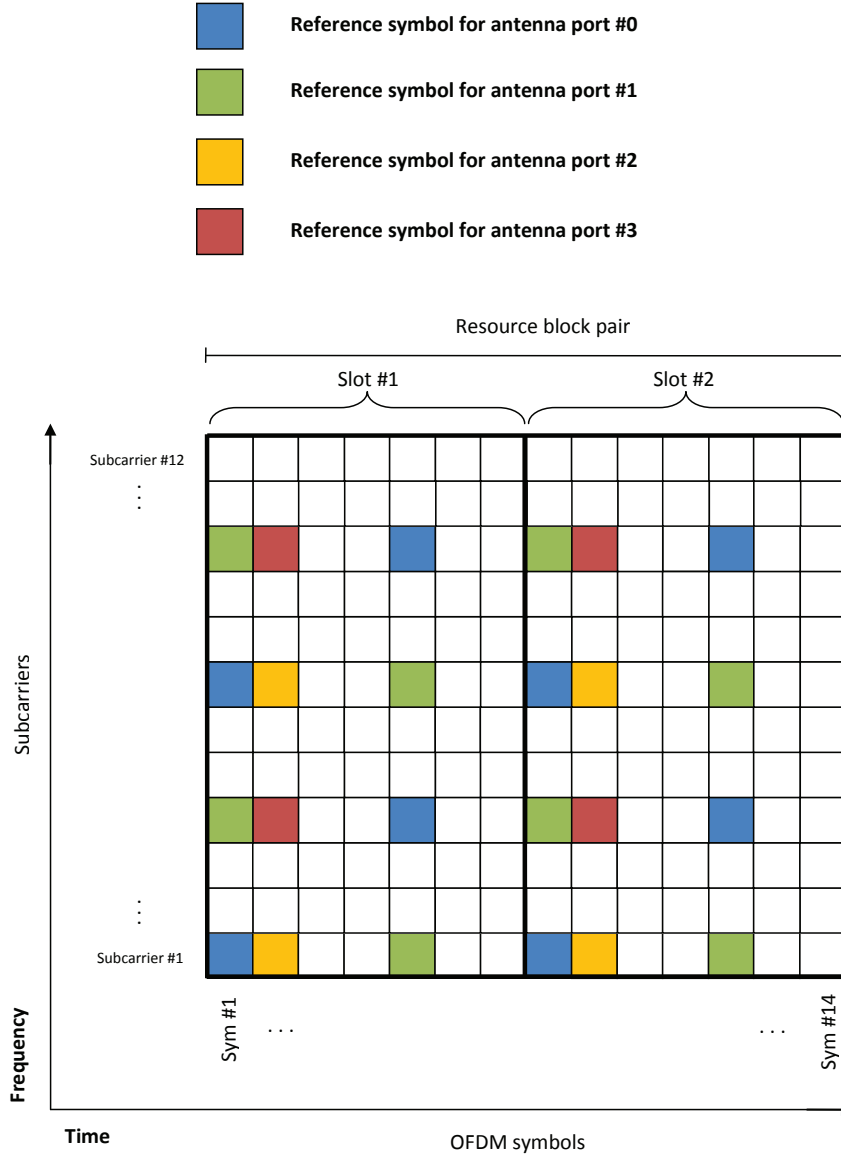 Reference symbol for antenna port #0
Reference symbol for antenna port #1
Reference symbol for antenna port #2
Reference symbol for antenna port #3
Resource block pair
Slot #1
Slot #2
Subcarrier #12
. . .
Subcarriers
. . .
Subcarrier #1
Sym #1
. . .
. . .
Sym #14
Frequency
Time
OFDM symbols